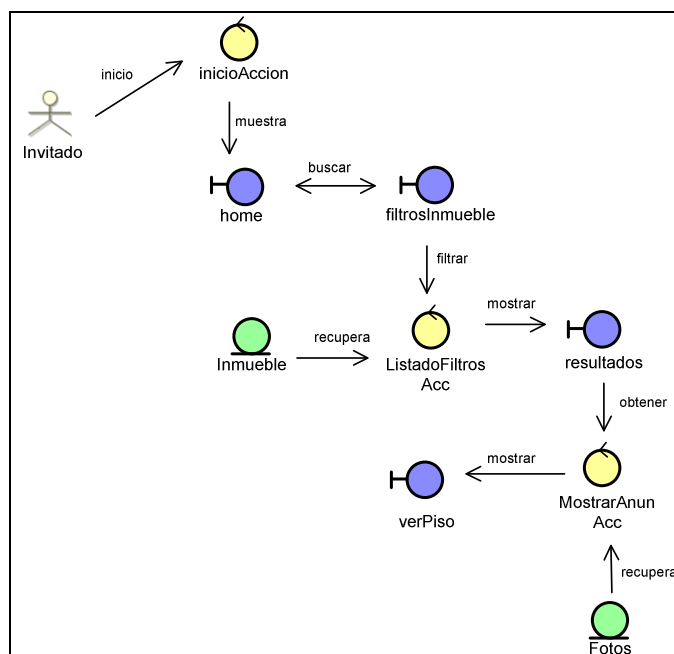 inicio
inicioAccion
Invitado
muestra
buscar
home
filtrosInmueble
filtrar
mostrar
recupera
Inmueble
ListadoFiltros
Acc
resultados
obtener
mostrar
verPiso
MostrarAnun
Acc
recupera
Fotos